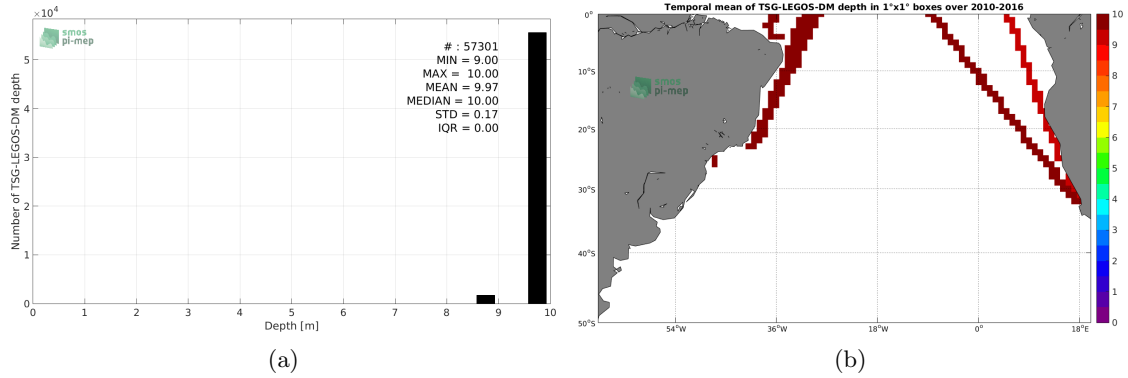 ×10⁴
smos
pi-mep
# : 57301
MIN = 9.00
MAX = 10.00
MEAN = 9.97
MEDIAN = 10.00
STD = 0.17
IQR = 0.00
Number of TSG-LEGOS-DM depth
5
4
3
2
1
0
0 1 2 3 4 5 6 7 8 9 10
Depth [m]
(a)
Temporal mean of TSG-LEGOS-DM depth in 1°x1° boxes over 2010-2016
smos
pi-mep
0°
10°S
20°S
30°S
40°S
50°S
54°W 36°W 18°W 0° 18°E
10
9
8
7
6
5
4
3
2
1
0
(b)